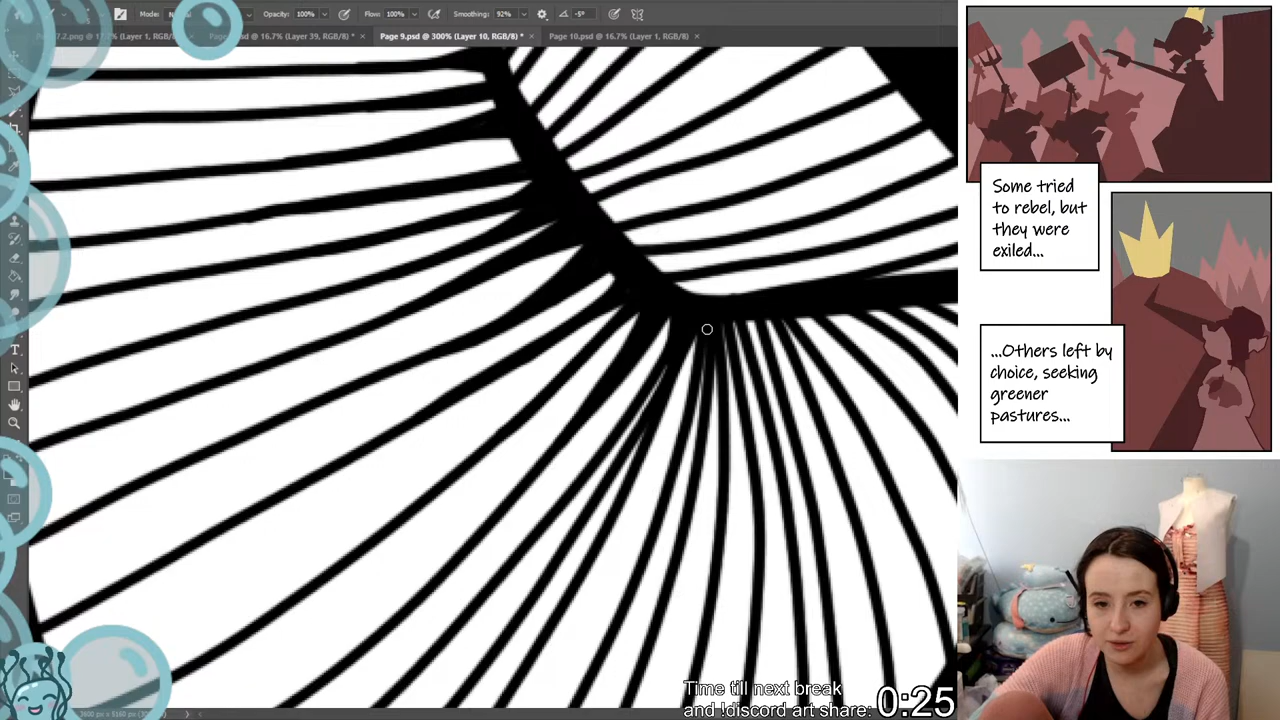 Mode: Opacity: 100% Flow: 100% Smoothing: 92% -5°
Page 9.psd @ 300% (Layer 10, RGB/8) * × Page 10.psd @ 16.7% (Layer 1, RGB/8) ×
Some tried
to rebel, but
they were
exiled...
...Others left by
choice, seeking
greener
pastures...
T
Time till next break
and !discord art share: 0:25